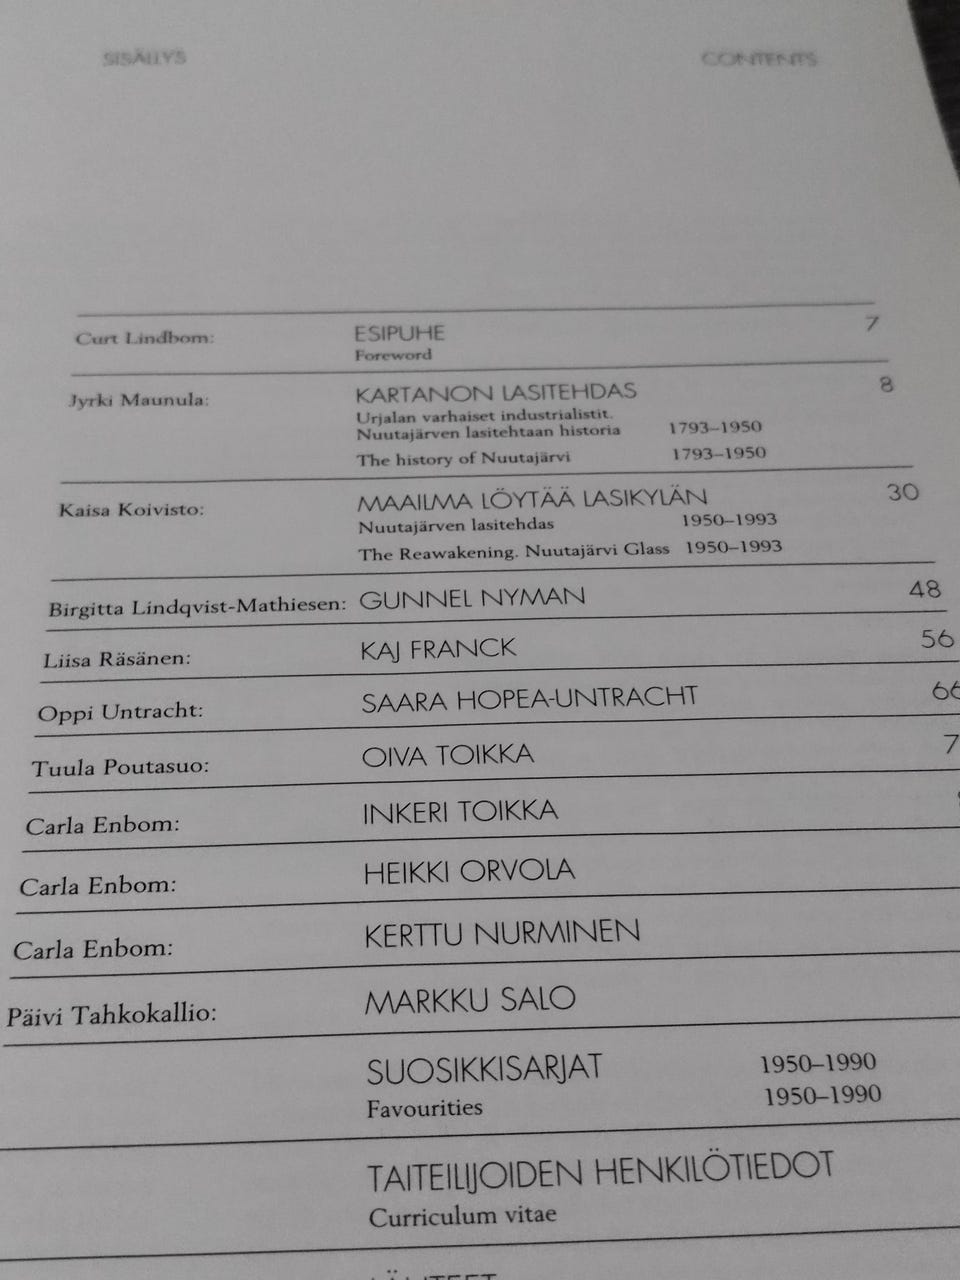 SISÄLLYS CONTENTS
Curt Lindbom: ESIPUHE 7
Foreword
Jyrki Maunula: KARTANON LASITEHDAS 8
Urjalan varhaiset industrialistit.
Nuutajärven lasitehtaan historia 1793–1950
The history of Nuutajärvi 1793–1950
Kaisa Koivisto: MAAILMA LÖYTÄÄ LASIKYLÄN 30
Nuutajärven lasitehdas 1950–1993
The Reawakening. Nuutajärvi Glass 1950–1993
Birgitta Lindqvist-Mathiesen: GUNNEL NYMAN 48
Liisa Räsänen: KAJ FRANCK 56
Oppi Untracht: SAARA HOPEA-UNTRACHT 66
Tuula Poutasuo: OIVA TOIKKA 7
Carla Enbom: INKERI TOIKKA
Carla Enbom: HEIKKI ORVOLA
Carla Enbom: KERTTU NURMINEN
Päivi Tahkokallio: MARKKU SALO
SUOSIKKISARJAT 1950–1990
Favourities 1950–1990
TAITEILIJOIDEN HENKILÖTIEDOT
Curriculum vitae